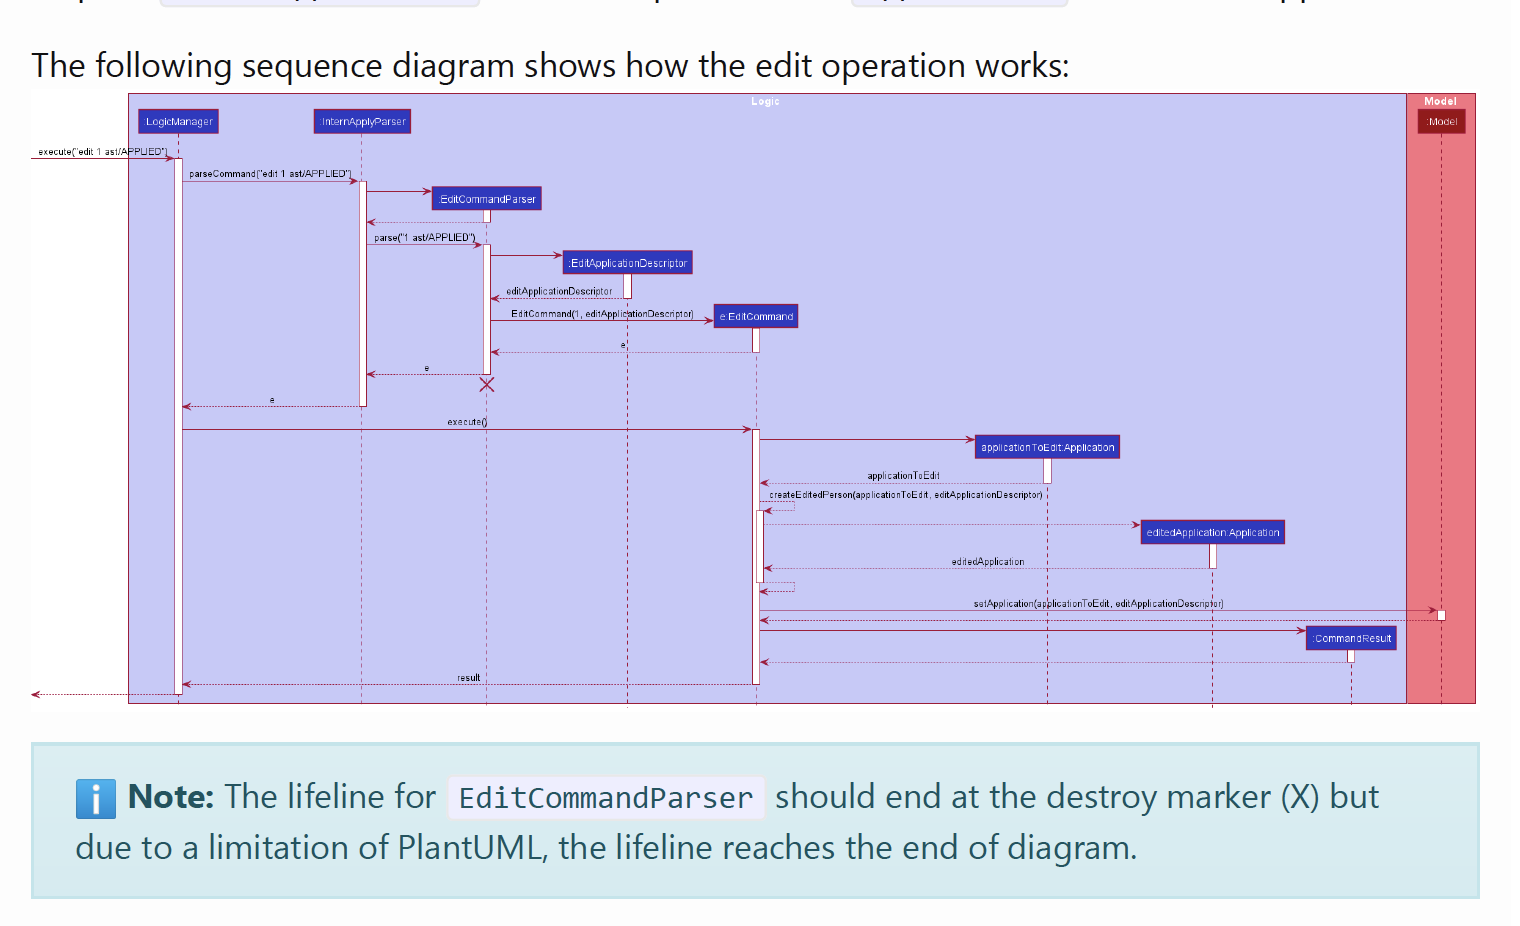 The following sequence diagram shows how the edit operation works:
Logic
Model
:LogicManager
:InternApplyParser
:Model
execute("edit 1 ast/APPLIED")
parseCommand("edit 1 ast/APPLIED")
:EditCommandParser
parse("1 ast/APPLIED")
:EditApplicationDescriptor
editApplicationDescriptor
EditCommand(1, editApplicationDescriptor)
e:EditCommand
e
e
e
execute()
applicationToEdit:Application
applicationToEdit
createEditedPerson(applicationToEdit, editApplicationDescriptor)
editedApplication:Application
editedApplication
setApplication(applicationToEdit, editApplicationDescriptor)
:CommandResult
result
i Note: The lifeline for EditCommandParser should end at the destroy marker (X) but
due to a limitation of PlantUML, the lifeline reaches the end of diagram.